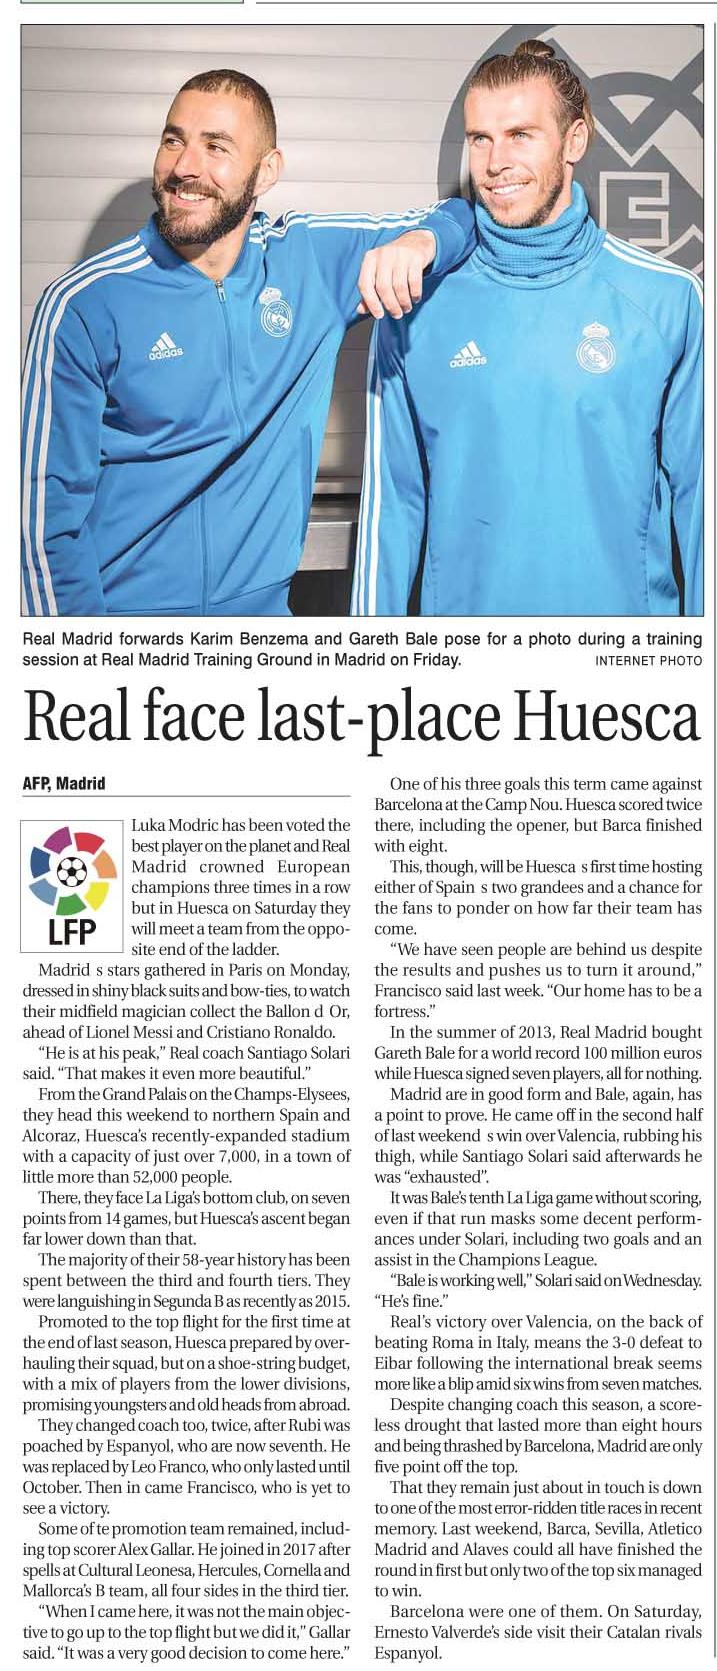 adidas
adidas
Real Madrid forwards Karim Benzema and Gareth Bale pose for a photo during a training
session at Real Madrid Training Ground in Madrid on Friday. INTERNET PHOTO
Real face last-place Huesca
AFP, Madrid
LFP
Luka Modric has been voted the
best player on the planet and Real
Madrid crowned European
champions three times in a row
but in Huesca on Saturday they
will meet a team from the oppo-
site end of the ladder.
Madrid s stars gathered in Paris on Monday,
dressed in shiny black suits and bow-ties, to watch
their midfield magician collect the Ballon d Or,
ahead of Lionel Messi and Cristiano Ronaldo.
“He is at his peak,” Real coach Santiago Solari
said. “That makes it even more beautiful.”
From the Grand Palais on the Champs-Elysees,
they head this weekend to northern Spain and
Alcoraz, Huesca’s recently-expanded stadium
with a capacity of just over 7,000, in a town of
little more than 52,000 people.
There, they face La Liga’s bottom club, on seven
points from 14 games, but Huesca’s ascent began
far lower down than that.
The majority of their 58-year history has been
spent between the third and fourth tiers. They
were languishing in Segunda B as recently as 2015.
Promoted to the top flight for the first time at
the end of last season, Huesca prepared by over-
hauling their squad, but on a shoe-string budget,
with a mix of players from the lower divisions,
promising youngsters and old heads from abroad.
They changed coach too, twice, after Rubi was
poached by Espanyol, who are now seventh. He
was replaced by Leo Franco, who only lasted until
October. Then in came Francisco, who is yet to
see a victory.
Some of te promotion team remained, includ-
ing top scorer Alex Gallar. He joined in 2017 after
spells at Cultural Leonesa, Hercules, Cornella and
Mallorca’s B team, all four sides in the third tier.
“When I came here, it was not the main objec-
tive to go up to the top flight but we did it,” Gallar
said. “It was a very good decision to come here.”
One of his three goals this term came against
Barcelona at the Camp Nou. Huesca scored twice
there, including the opener, but Barca finished
with eight.
This, though, will be Huesca s first time hosting
either of Spain s two grandees and a chance for
the fans to ponder on how far their team has
come.
“We have seen people are behind us despite
the results and pushes us to turn it around,”
Francisco said last week. “Our home has to be a
fortress.”
In the summer of 2013, Real Madrid bought
Gareth Bale for a world record 100 million euros
while Huesca signed seven players, all for nothing.
Madrid are in good form and Bale, again, has
a point to prove. He came off in the second half
of last weekend s win over Valencia, rubbing his
thigh, while Santiago Solari said afterwards he
was “exhausted”.
It was Bale’s tenth La Liga game without scoring,
even if that run masks some decent perform-
ances under Solari, including two goals and an
assist in the Champions League.
“Bale is working well,” Solari said on Wednesday.
“He’s fine.”
Real’s victory over Valencia, on the back of
beating Roma in Italy, means the 3-0 defeat to
Eibar following the international break seems
more like a blip amid six wins from seven matches.
Despite changing coach this season, a score-
less drought that lasted more than eight hours
and being thrashed by Barcelona, Madrid are only
five point off the top.
That they remain just about in touch is down
to one of the most error-ridden title races in recent
memory. Last weekend, Barca, Sevilla, Atletico
Madrid and Alaves could all have finished the
round in first but only two of the top six managed
to win.
Barcelona were one of them. On Saturday,
Ernesto Valverde’s side visit their Catalan rivals
Espanyol.